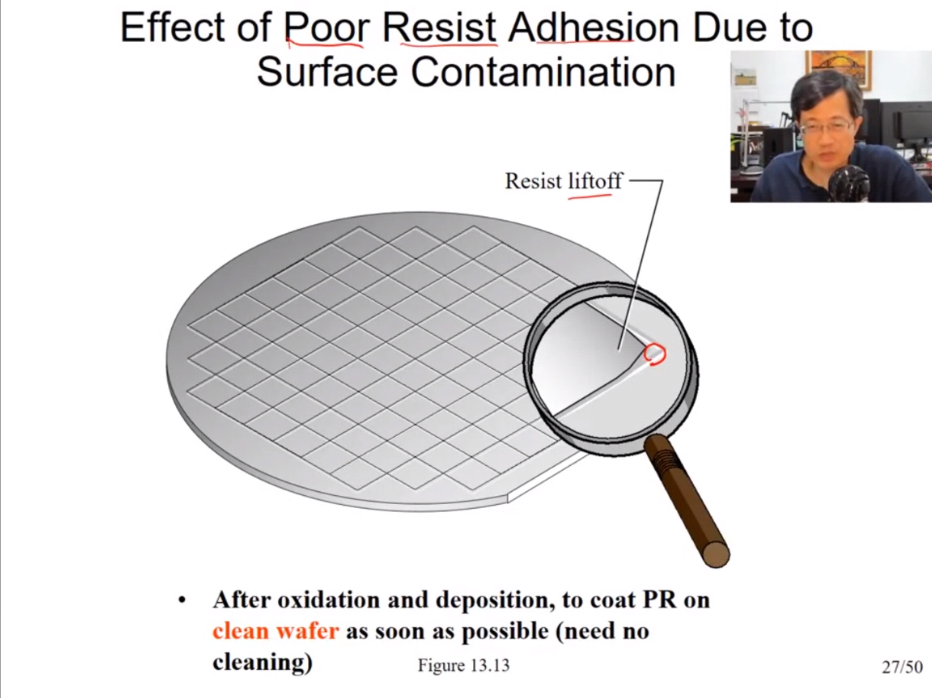 Effect of Poor Resist Adhesion Due to
Surface Contamination
Resist liftoff
• After oxidation and deposition, to coat PR on
clean wafer as soon as possible (need no
cleaning)
Figure 13.13
27/50